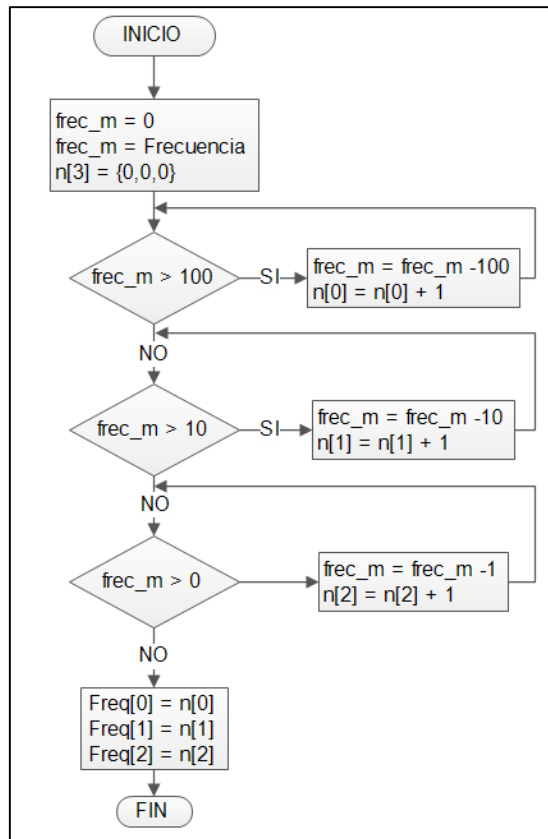 INICIO
frec_m = 0
frec_m = Frecuencia
n[3] = {0,0,0}
frec_m > 100
SI
frec_m = frec_m -100
n[0] = n[0] + 1
NO
frec_m > 10
SI
frec_m = frec_m -10
n[1] = n[1] + 1
NO
frec_m > 0
frec_m = frec_m -1
n[2] = n[2] + 1
NO
Freq[0] = n[0]
Freq[1] = n[1]
Freq[2] = n[2]
FIN